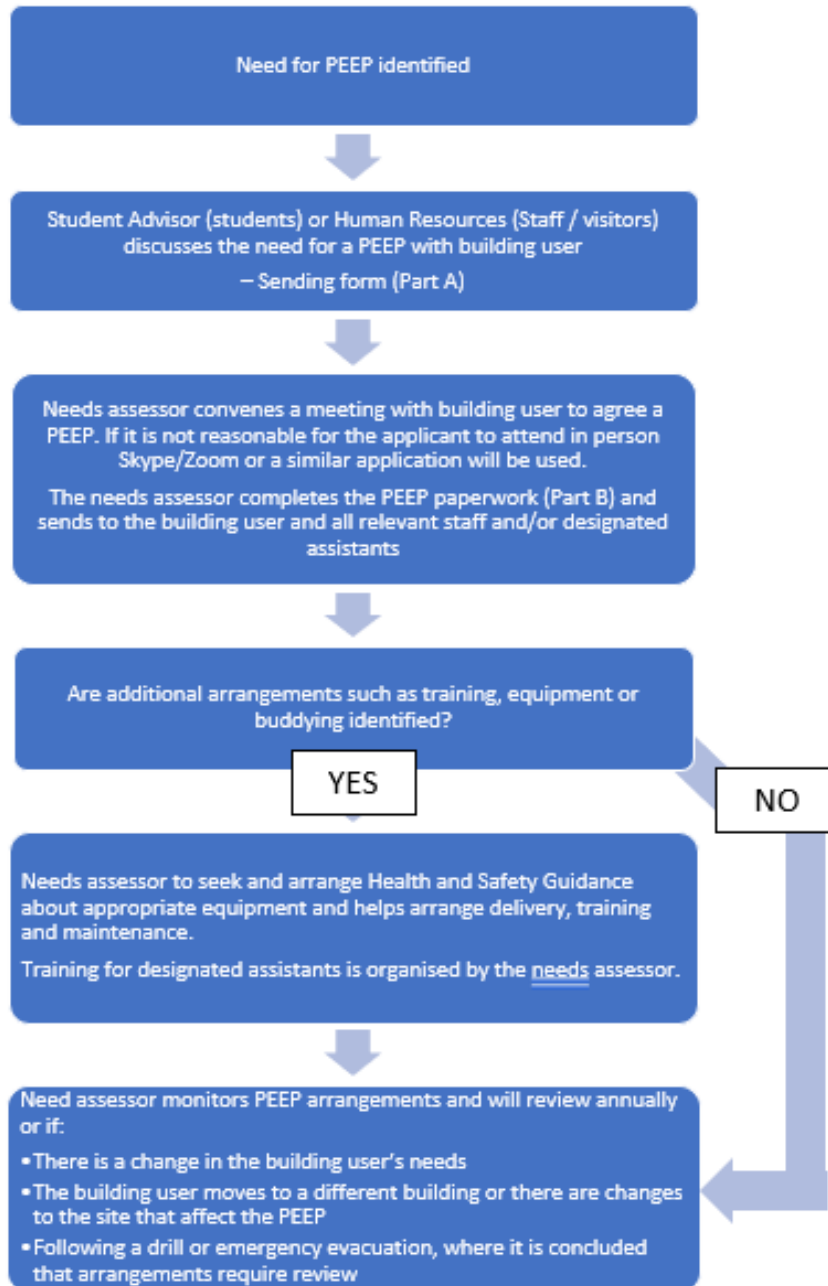 Need for PEEP identified
Student Advisor (students) or Human Resources (Staff / visitors)
discusses the need for a PEEP with building user
– Sending form (Part A)
Needs assessor convenes a meeting with building user to agree a
PEEP. If it is not reasonable for the applicant to attend in person
Skype/Zoom or a similar application will be used.
The needs assessor completes the PEEP paperwork (Part B) and
sends to the building user and all relevant staff and/or designated
assistants
Are additional arrangements such as training, equipment or
buddying identified?
YES
NO
Needs assessor to seek and arrange Health and Safety Guidance
about appropriate equipment and helps arrange delivery, training
and maintenance.
Training for designated assistants is organised by the needs assessor.
Need assessor monitors PEEP arrangements and will review annually
or if:
•There is a change in the building user's needs
•The building user moves to a different building or there are changes
to the site that affect the PEEP
•Following a drill or emergency evacuation, where it is concluded
that arrangements require review